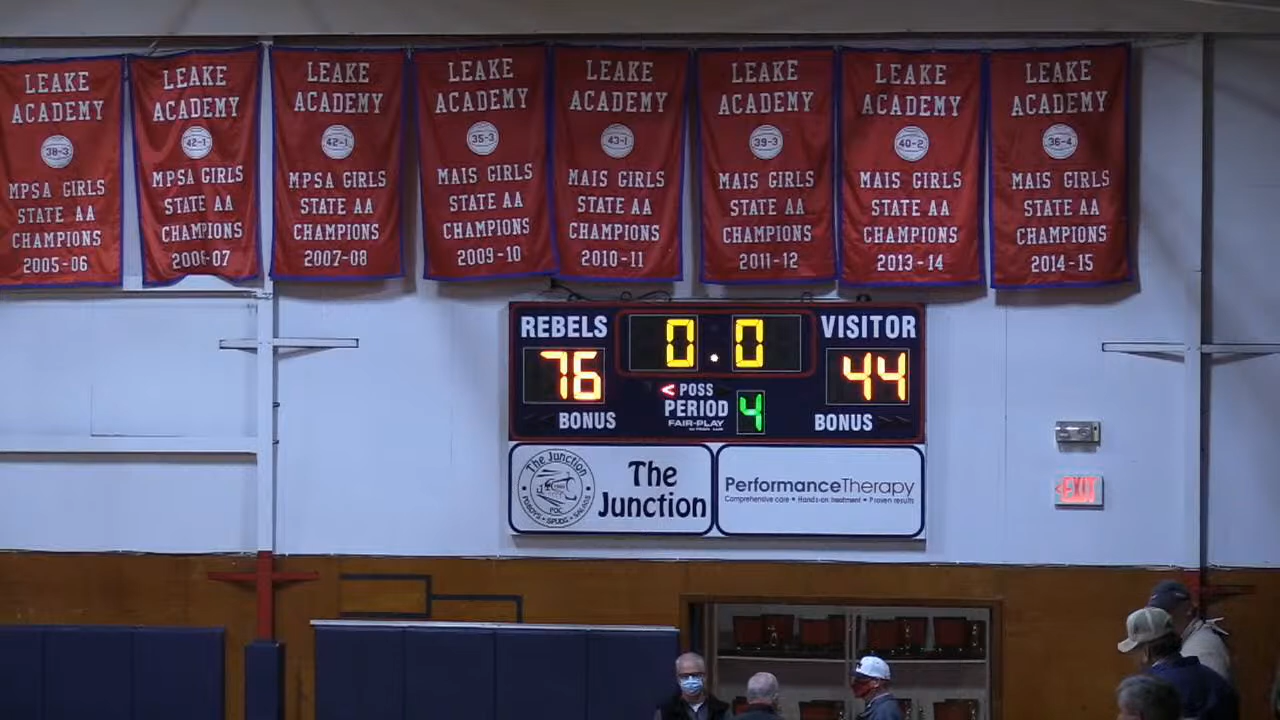 LEAKE
ACADEMY
38-3
MPSA GIRLS
STATE AA
CHAMPIONS
2005-06
LEAKE
ACADEMY
42-1
MPSA GIRLS
STATE AA
CHAMPIONS
2006-07
LEAKE
ACADEMY
42-1
MPSA GIRLS
STATE AA
CHAMPIONS
2007-08
LEAKE
ACADEMY
35-3
MAIS GIRLS
STATE AA
CHAMPIONS
2009-10
LEAKE
ACADEMY
43-1
MAIS GIRLS
STATE AA
CHAMPIONS
2010-11
LEAKE
ACADEMY
39-3
MAIS GIRLS
STATE AA
CHAMPIONS
2011-12
LEAKE
ACADEMY
40-2
MAIS GIRLS
STATE AA
CHAMPIONS
2013-14
LEAKE
ACADEMY
36-4
MAIS GIRLS
STATE AA
CHAMPIONS
2014-15
REBELS
0.0
VISITOR
76
44
< POSS
PERIOD 4
FAIR-PLAY
BONUS
BONUS
The Junction
POBOYS • SPUDS • SALADS
The
Junction
PerformanceTherapy
Comprehensive care • Hands-on treatment • Proven results
<EXIT